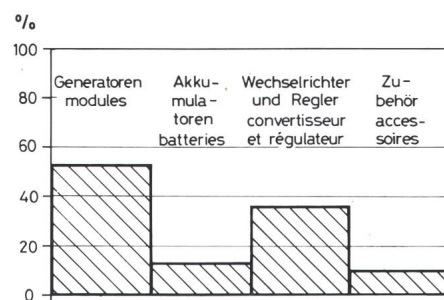 %
100
80
60
40
20
0
Generatoren
modules
Akku-
mula-
toren
batteries
Wechselrichter
und Regler
convertisseur
et régulateur
Zu-
behör
acces-
soires